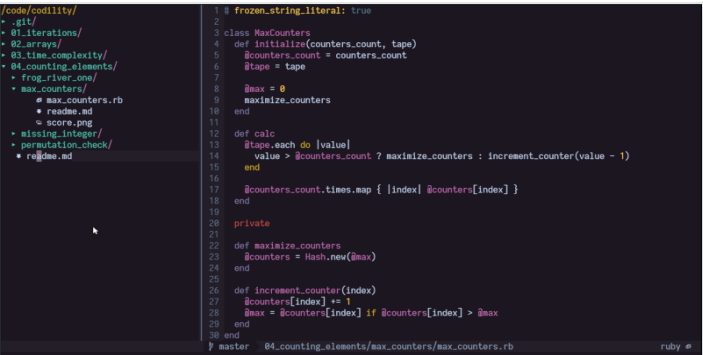 /code/codility/
▸ .git/
▸ 01_iterations/
▸ 02_arrays/
▸ 03_time_complexity/
▾ 04_counting_elements/
▸ frog_river_one/
▾ max_counters/
max_counters.rb
readme.md
score.png
▸ missing_integer/
▸ permutation_check/
readme.md
1 # frozen_string_literal: true
2
3 class MaxCounters
4 def initialize(counters_count, tape)
5 @counters_count = counters_count
6 @tape = tape
7
8 @max = 0
9 maximize_counters
10 end
11
12 def calc
13 @tape.each do |value|
14 value > @counters_count ? maximize_counters : increment_counter(value - 1)
15 end
16
17 @counters_count.times.map { |index| @counters[index] }
18 end
19
20 private
21
22 def maximize_counters
23 @counters = Hash.new(@max)
24 end
25
26 def increment_counter(index)
27 @counters[index] += 1
28 @max = @counters[index] if @counters[index] > @max
29 end
30 end
master 04_counting_elements/max_counters/max_counters.rb ruby